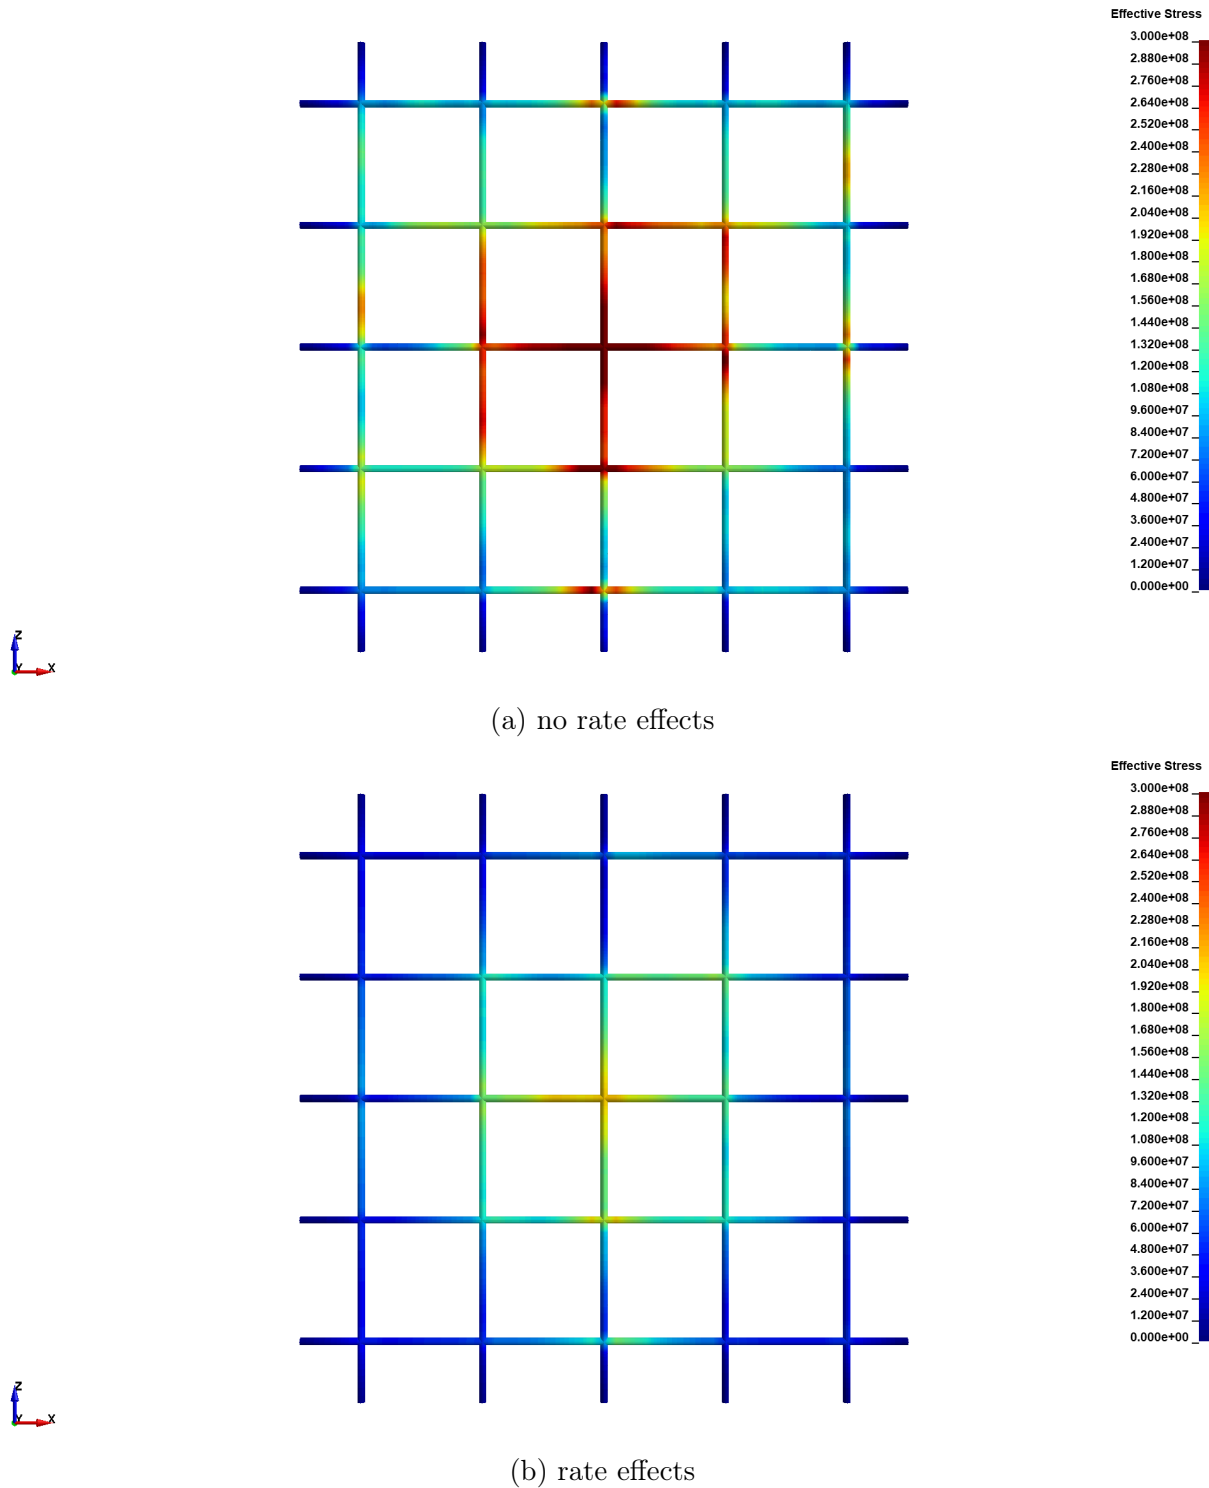 Effective Stress
3.000e+08
2.880e+08
2.760e+08
2.640e+08
2.520e+08
2.400e+08
2.280e+08
2.160e+08
2.040e+08
1.920e+08
1.800e+08
1.680e+08
1.560e+08
1.440e+08
1.320e+08
1.200e+08
1.080e+08
9.600e+07
8.400e+07
7.200e+07
6.000e+07
4.800e+07
3.600e+07
2.400e+07
1.200e+07
0.000e+00
Z
Y X
(a) no rate effects
Effective Stress
3.000e+08
2.880e+08
2.760e+08
2.640e+08
2.520e+08
2.400e+08
2.280e+08
2.160e+08
2.040e+08
1.920e+08
1.800e+08
1.680e+08
1.560e+08
1.440e+08
1.320e+08
1.200e+08
1.080e+08
9.600e+07
8.400e+07
7.200e+07
6.000e+07
4.800e+07
3.600e+07
2.400e+07
1.200e+07
0.000e+00
Z
Y X
(b) rate effects